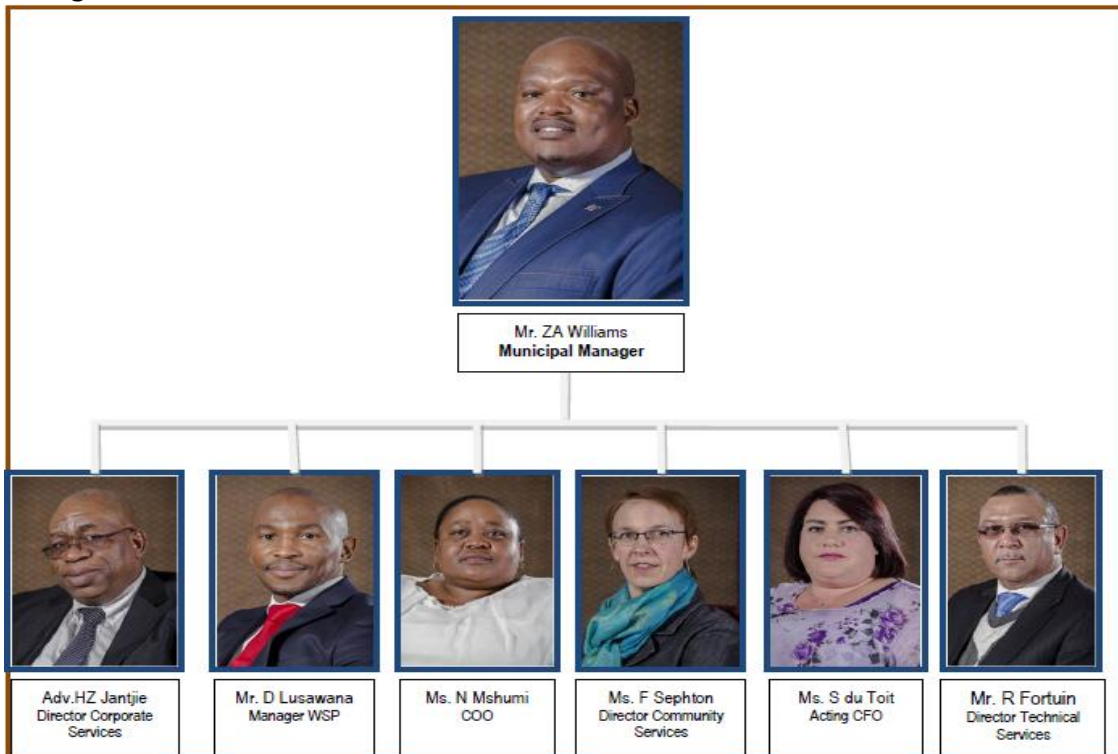 Mr. ZA Williams
Municipal Manager
Adv.HZ Jantjie
Director Corporate
Services
Mr. D Lusawana
Manager WSP
Ms. N Mshumi
COO
Ms. F Sephton
Director Community
Services
Ms. S du Toit
Acting CFO
Mr. R Fortuin
Director Technical
Services